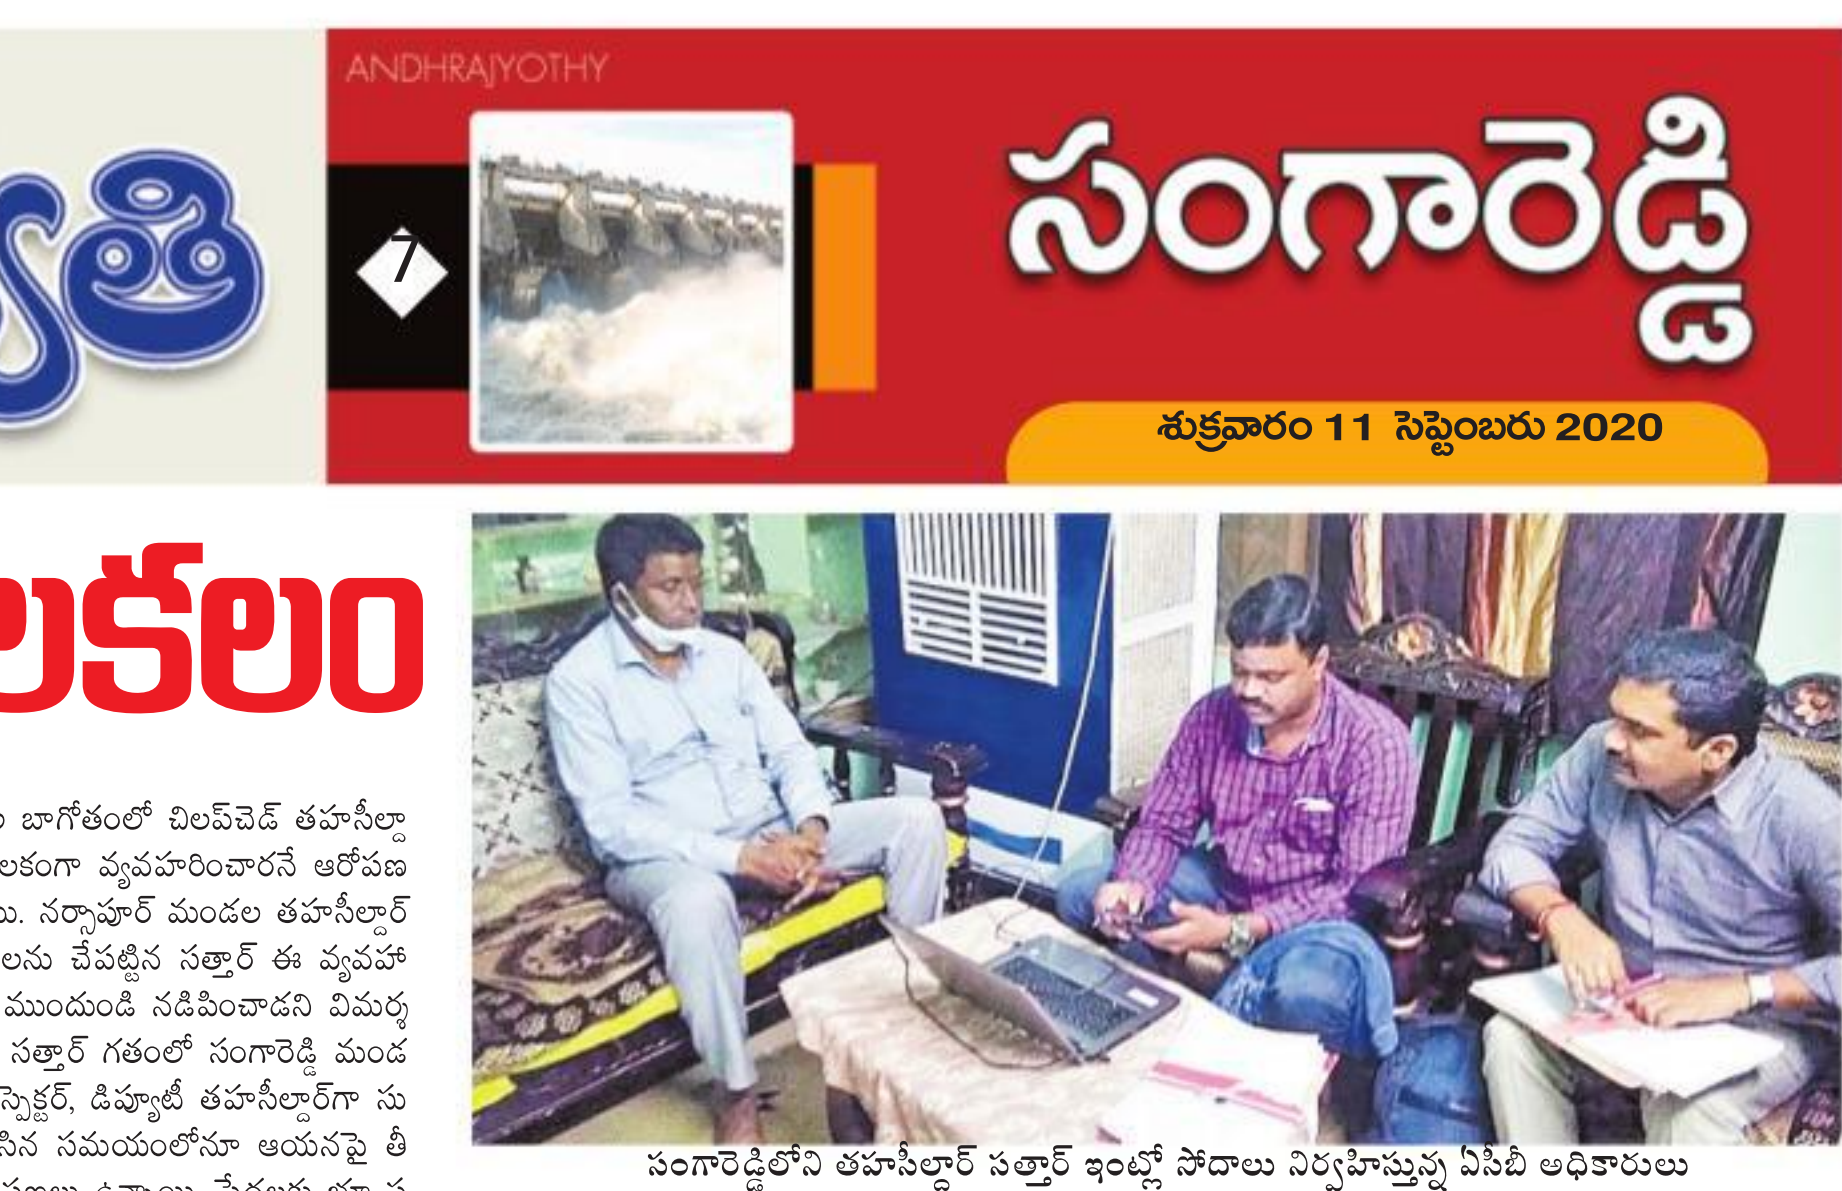 ANDHRAJYOTHY
7
సంగారెడ్డి
శుక్రవారం 11 సెప్టెంబరు 2020
బాగోతంలో చిలప్‌చెడ్ తహసీల్దా
లకంగా వ్యవహరించారనే ఆరోపణ
నర్సాపూర్ మండల తహసీల్దార్
లను చేపట్టిన సత్తార్ ఈ వ్యవహా
ముందుండి నడిపించాడని విమర్శ
సత్తార్ గతంలో సంగారెడ్డి మండ
స్పెక్టర్, డిప్యూటీ తహసీల్దార్‌గా సు
సిన సమయంలోనూ ఆయనపై తీ
సంగారెడ్డిలోని తహసీల్దార్ సత్తార్ ఇంట్లో సోదాలు నిర్వహిస్తున్న ఏసీబీ అధికారులు